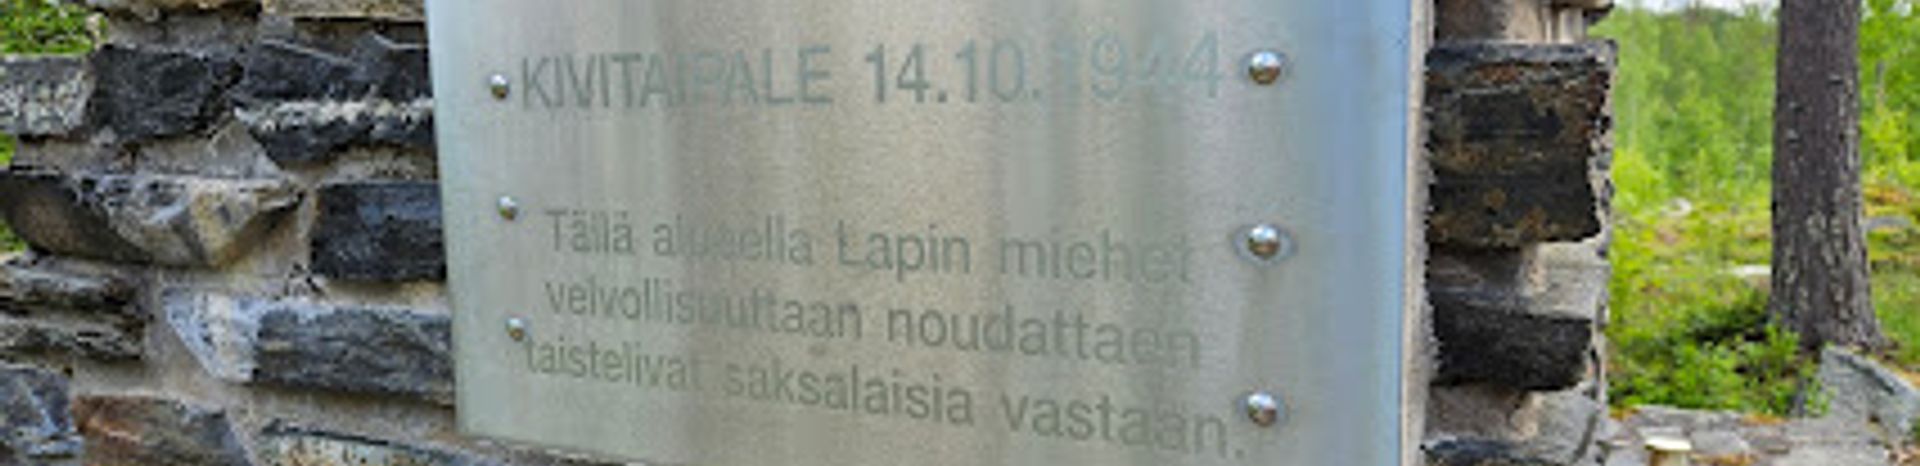 KIVITAIPALE 14.10.1944
Tällä alueella Lapin miehet
velvollisuuttaan noudattaen
taistelivat saksalaisia vastaan.